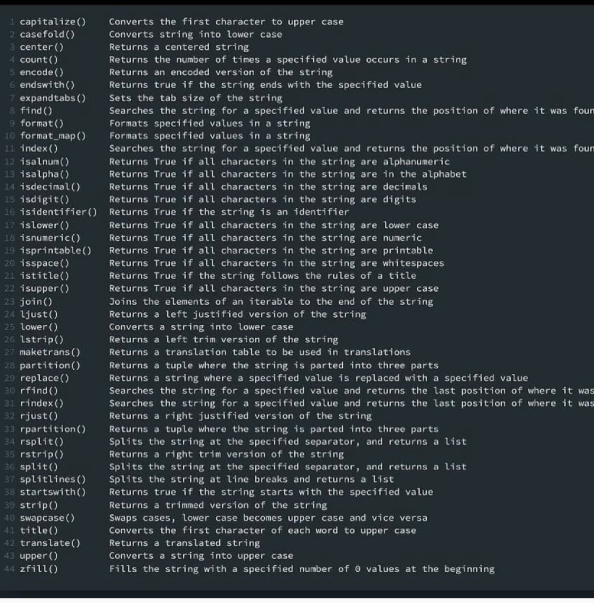 1 capitalize() Converts the first character to upper case
2 casefold() Converts string into lower case
3 center() Returns a centered string
4 count() Returns the number of times a specified value occurs in a string
5 encode() Returns an encoded version of the string
6 endswith() Returns true if the string ends with the specified value
7 expandtabs() Sets the tab size of the string
8 find() Searches the string for a specified value and returns the position of where it was foun
9 format() Formats specified values in a string
10 format_map() Formats specified values in a string
11 index() Searches the string for a specified value and returns the position of where it was foun
12 isalnum() Returns True if all characters in the string are alphanumeric
13 isalpha() Returns True if all characters in the string are in the alphabet
14 isdecimal() Returns True if all characters in the string are decimals
15 isdigit() Returns True if all characters in the string are digits
16 isidentifier() Returns True if the string is an identifier
17 islower() Returns True if all characters in the string are lower case
18 isnumeric() Returns True if all characters in the string are numeric
19 isprintable() Returns True if all characters in the string are printable
20 isspace() Returns True if all characters in the string are whitespaces
21 istitle() Returns True if the string follows the rules of a title
22 isupper() Returns True if all characters in the string are upper case
23 join() Joins the elements of an iterable to the end of the string
24 ljust() Returns a left justified version of the string
25 lower() Converts a string into lower case
26 lstrip() Returns a left trim version of the string
27 maketrans() Returns a translation table to be used in translations
28 partition() Returns a tuple where the string is parted into three parts
29 replace() Returns a string where a specified value is replaced with a specified value
30 rfind() Searches the string for a specified value and returns the last position of where it was
31 rindex() Searches the string for a specified value and returns the last position of where it was
32 rjust() Returns a right justified version of the string
33 rpartition() Returns a tuple where the string is parted into three parts
34 rsplit() Splits the string at the specified separator, and returns a list
35 rstrip() Returns a right trim version of the string
36 split() Splits the string at the specified separator, and returns a list
37 splitlines() Splits the string at line breaks and returns a list
38 startswith() Returns true if the string starts with the specified value
39 strip() Returns a trimmed version of the string
40 swapcase() Swaps cases, lower case becomes upper case and vice versa
41 title() Converts the first character of each word to upper case
42 translate() Returns a translated string
43 upper() Converts a string into upper case
44 zfill() Fills the string with a specified number of 0 values at the beginning